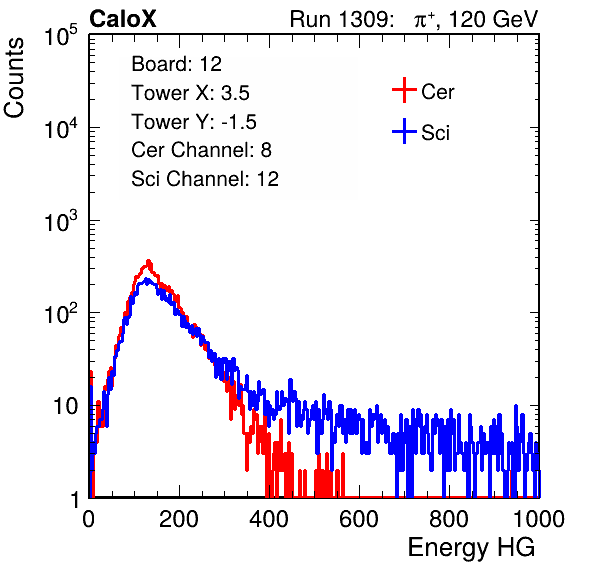 CaloX Run 1309: π⁺, 120 GeV
Board: 12
Tower X: 3.5
Tower Y: -1.5
Cer Channel: 8
Sci Channel: 12
Cer
Sci
Counts
10⁵
10⁴
10³
10²
10
1
0 200 400 600 800 1000
Energy HG